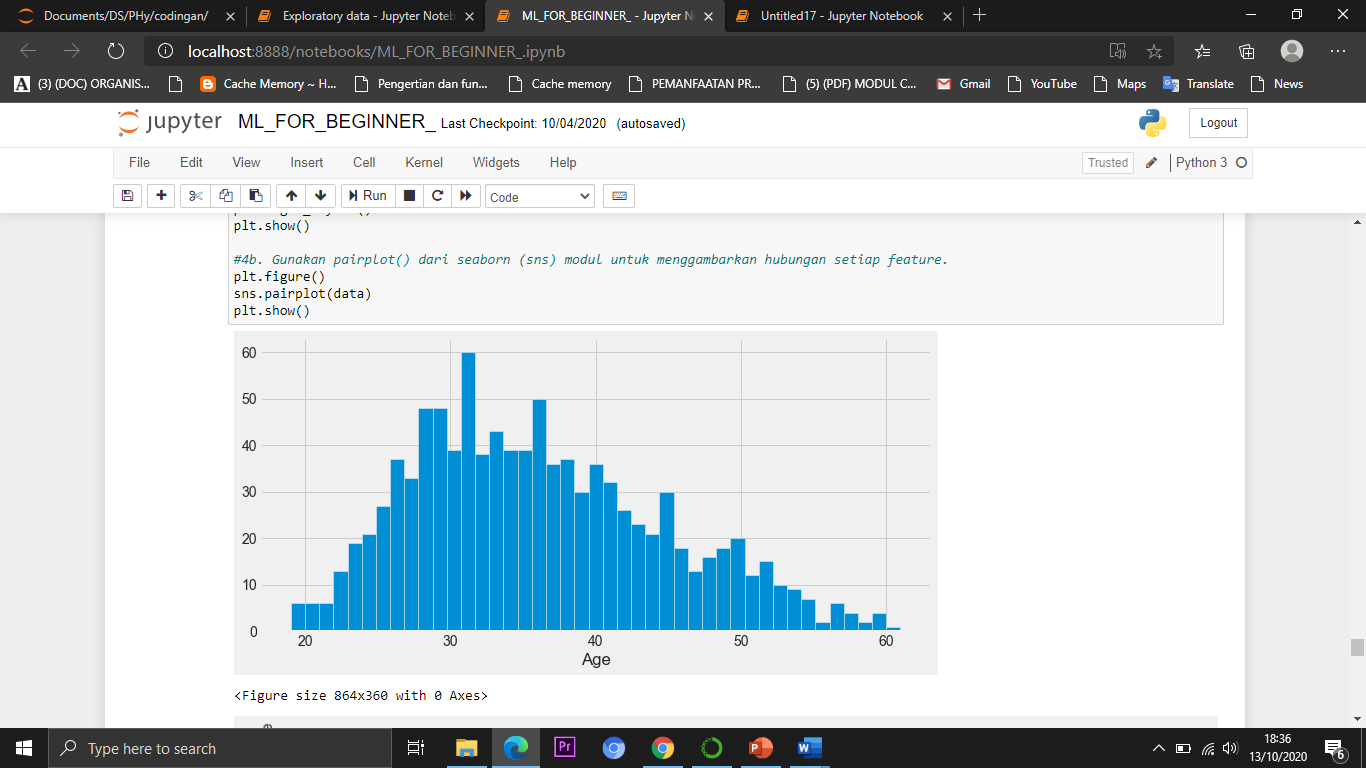 Documents/DS/PHy/codingan/
Exploratory data - Jupyter Noteb
ML_FOR_BEGINNER_ - Jupyter N
Untitled17 - Jupyter Notebook
localhost:8888/notebooks/ML_FOR_BEGINNER_.ipynb
(3) (DOC) ORGANIS...
Cache Memory ~ H...
Pengertian dan fun...
Cache memory
PEMANFAATAN PR...
(5) (PDF) MODUL C...
Gmail
YouTube
Maps
Translate
News
jupyter ML_FOR_BEGINNER_ Last Checkpoint: 10/04/2020 (autosaved)
Logout
File Edit View Insert Cell Kernel Widgets Help
Trusted
Python 3
Run
Code
plt.show()
#4b. Gunakan pairplot() dari seaborn (sns) modul untuk menggambarkan hubungan setiap feature.
plt.figure()
sns.pairplot(data)
plt.show()
60
50
40
30
20
10
0
20 30 40 50 60
Age
<Figure size 864x360 with 0 Axes>
Type here to search
Pr
18:36
13/10/2020
6